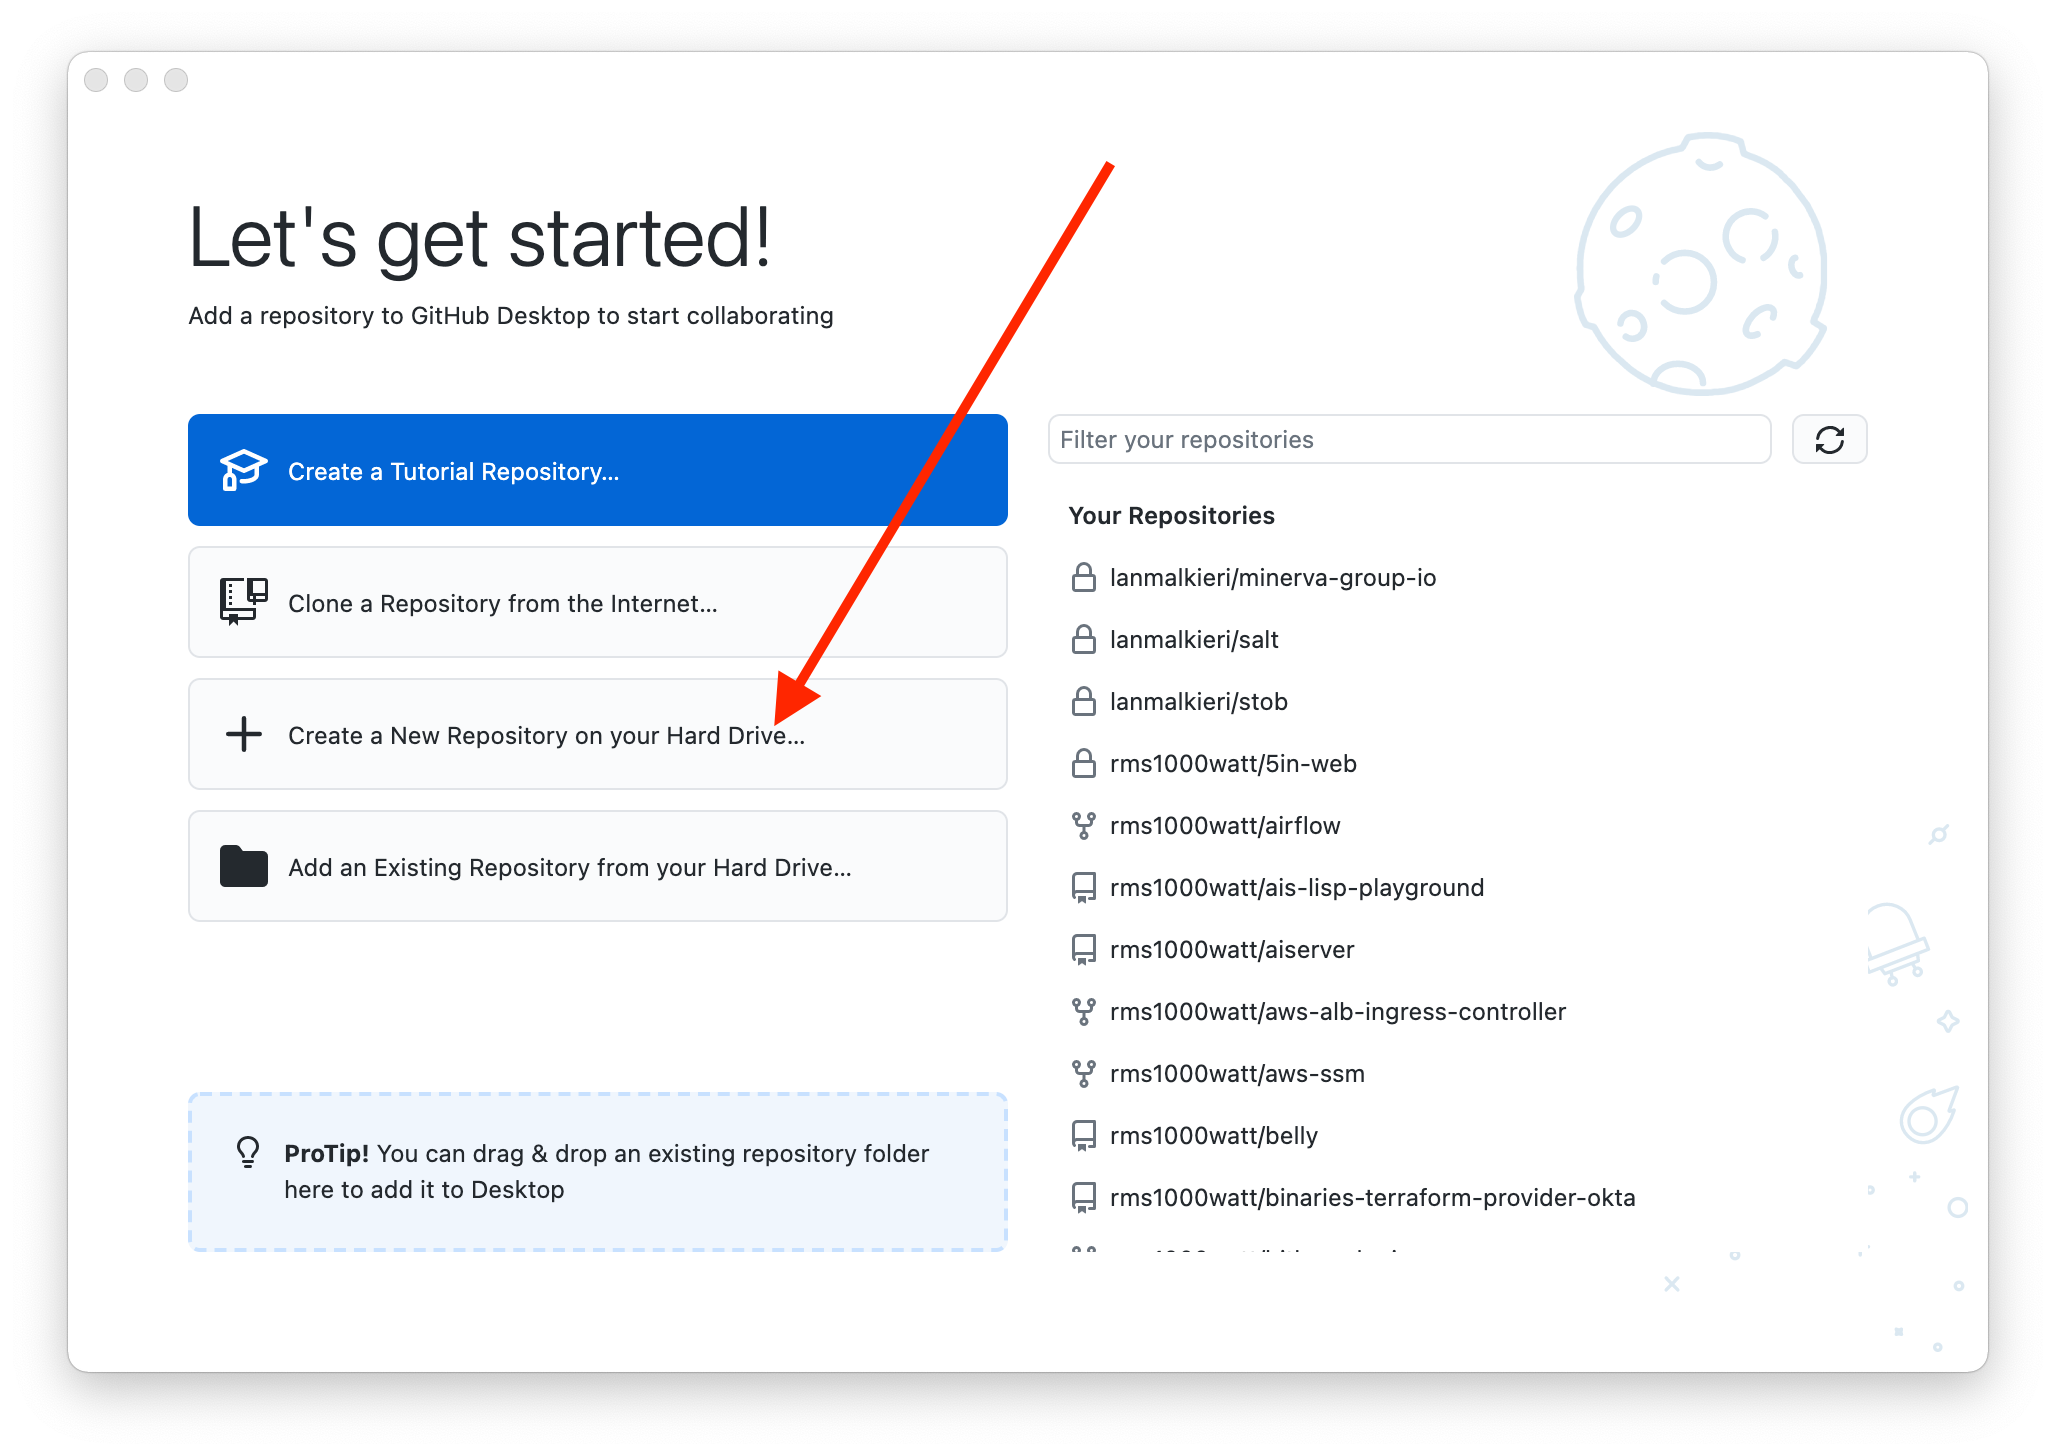 Let's get started!
Add a repository to GitHub Desktop to start collaborating
Create a Tutorial Repository...
Clone a Repository from the Internet...
Create a New Repository on your Hard Drive...
Add an Existing Repository from your Hard Drive...
ProTip! You can drag & drop an existing repository folder
here to add it to Desktop
Filter your repositories
Your Repositories
lanmalkieri/minerva-group-io
lanmalkieri/salt
lanmalkieri/stob
rms1000watt/5in-web
rms1000watt/airflow
rms1000watt/ais-lisp-playground
rms1000watt/aiserver
rms1000watt/aws-alb-ingress-controller
rms1000watt/aws-ssm
rms1000watt/belly
rms1000watt/binaries-terraform-provider-okta